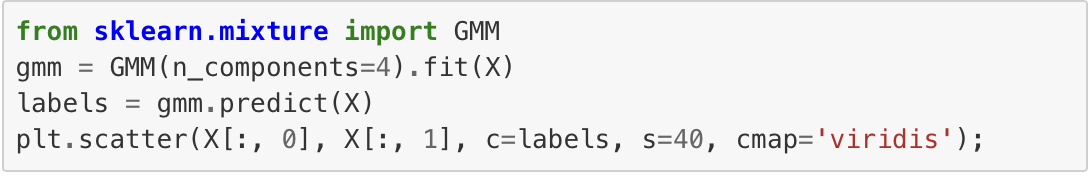 from sklearn.mixture import GMM
gmm = GMM(n_components=4).fit(X)
labels = gmm.predict(X)
plt.scatter(X[:, 0], X[:, 1], c=labels, s=40, cmap='viridis');